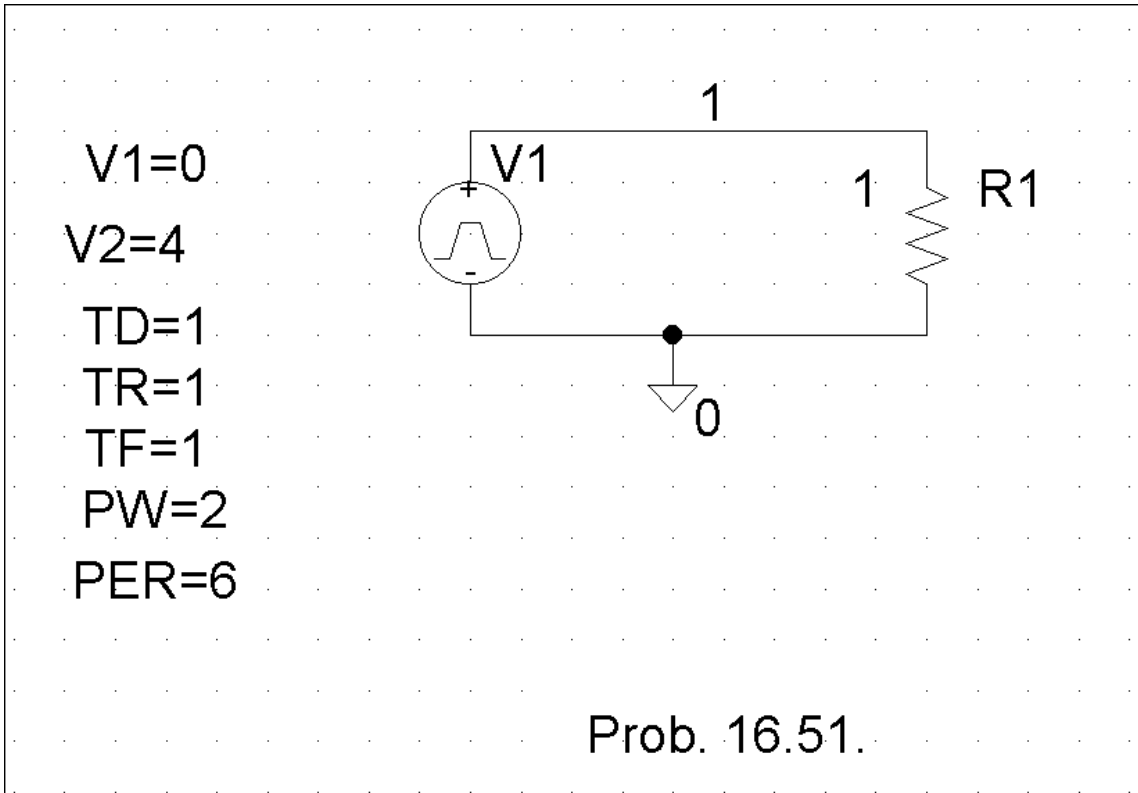 1
V1=0
V1
1
R1
V2=4
TD=1
TR=1
0
TF=1
PW=2
PER=6
Prob. 16.51.